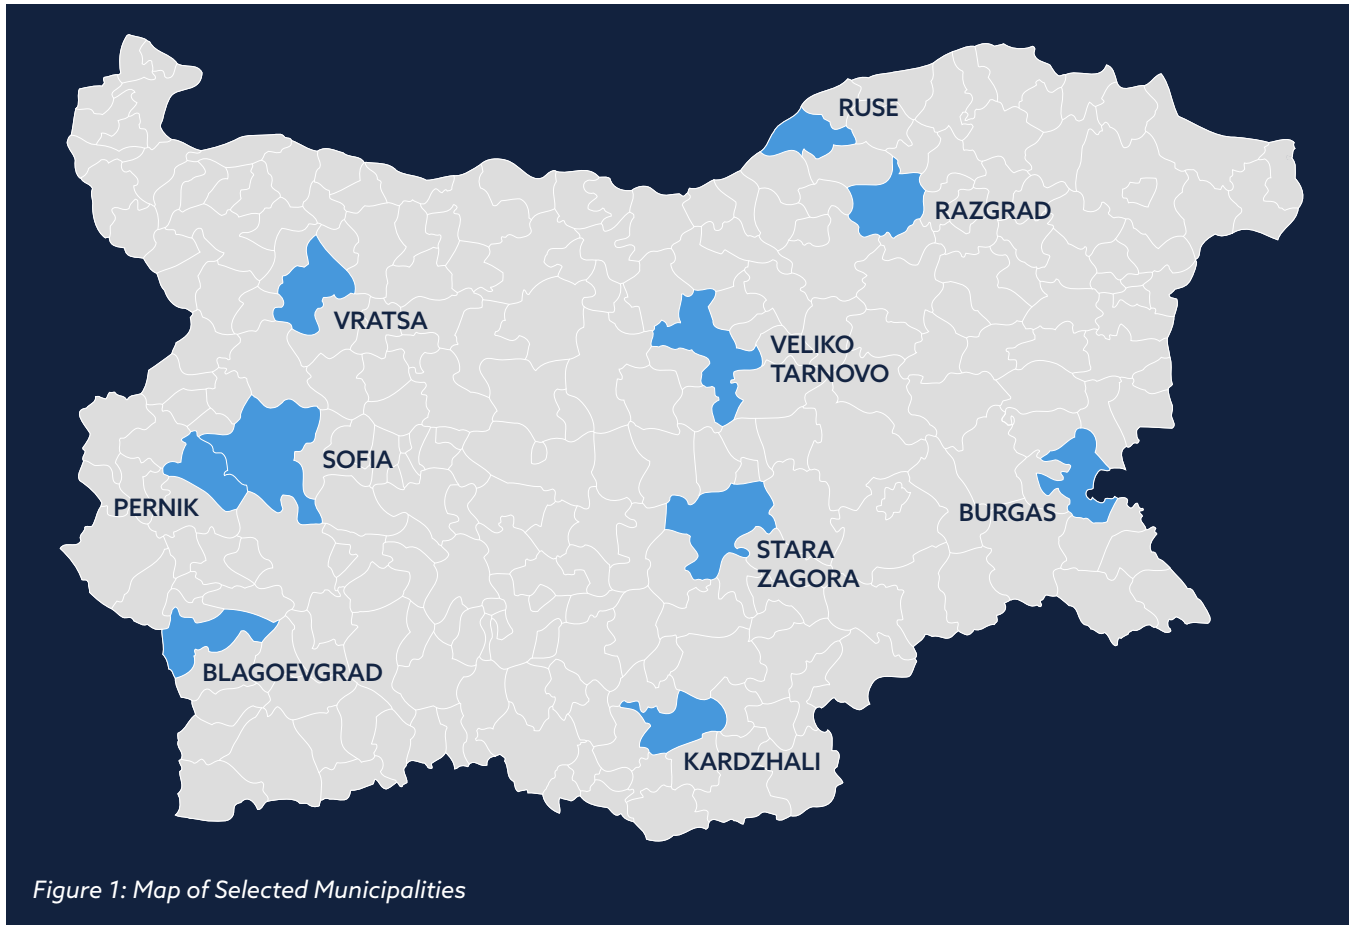 RUSE
RAZGRAD
VRATSA
VELIKO
TARNOVO
SOFIA
PERNIK
BURGAS
STARA
ZAGORA
BLAGOEVGRAD
KARDZHALI
Figure 1: Map of Selected Municipalities